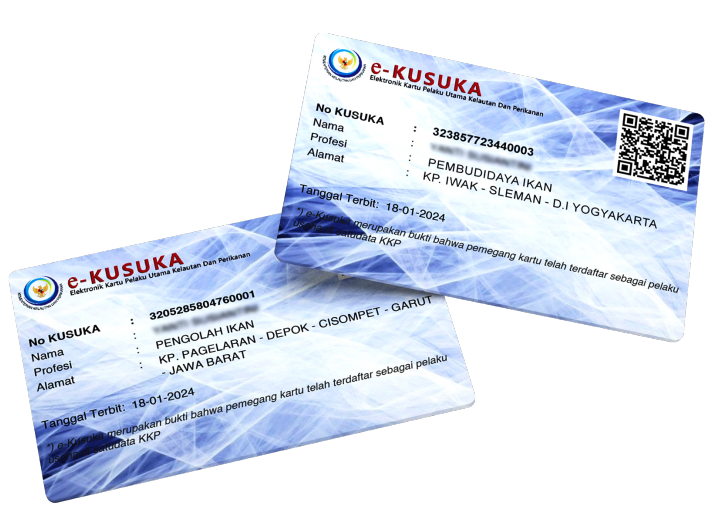 e-KUSUKA
Elektronik Kartu Pelaku Utama Kelautan Dan Perikanan
No KUSUKA : 323857723440003
Nama :
Profesi : PEMBUDIDAYA IKAN
Alamat : KP. IWAK - SLEMAN - D.I YOGYAKARTA
Tanggal Terbit: 18-01-2024
*) e-Kusuka merupakan bukti bahwa pemegang kartu telah terdaftar sebagai pelaku
usaha di satudata KKP
e-KUSUKA
Elektronik Kartu Pelaku Utama Kelautan Dan Perikanan
No KUSUKA : 3205285804760001
Nama :
Profesi : PENGOLAH IKAN
Alamat : KP. PAGELARAN - DEPOK - CISOMPET - GARUT
- JAWA BARAT
Tanggal Terbit: 18-01-2024
*) e-Kusuka merupakan bukti bahwa pemegang kartu telah terdaftar sebagai pelaku
usaha di satudata KKP